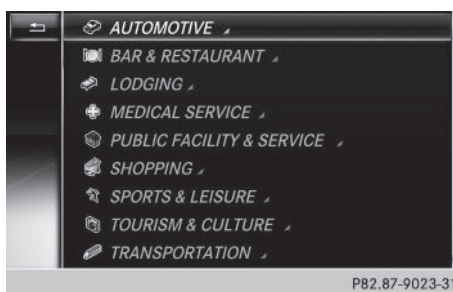 AUTOMOTIVE
BAR & RESTAURANT
LODGING
MEDICAL SERVICE
PUBLIC FACILITY & SERVICE
SHOPPING
SPORTS & LEISURE
TOURISM & CULTURE
TRANSPORTATION
P82.87-9023-31